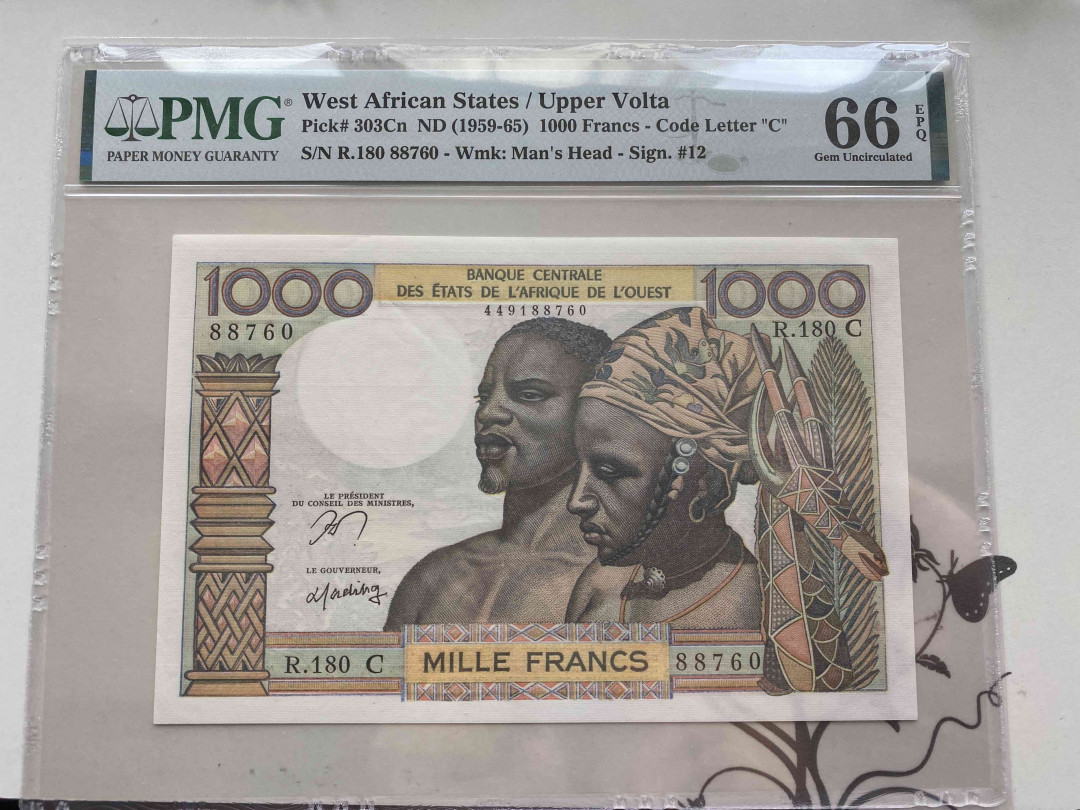 PMG®
PAPER MONEY GUARANTY
West African States / Upper Volta
Pick# 303Cn ND (1959-65) 1000 Francs - Code Letter "C"
S/N R.180 88760 - Wmk: Man's Head - Sign. #12
66 EPQ
Gem Uncirculated
1000
BANQUE CENTRALE
DES ÉTATS DE L'AFRIQUE DE L'OUEST
1000
449188760
88760
R.180 C
LE PRÉSIDENT
DU CONSEIL DES MINISTRES,
LE GOUVERNEUR,
R.180 C
MILLE FRANCS
88760